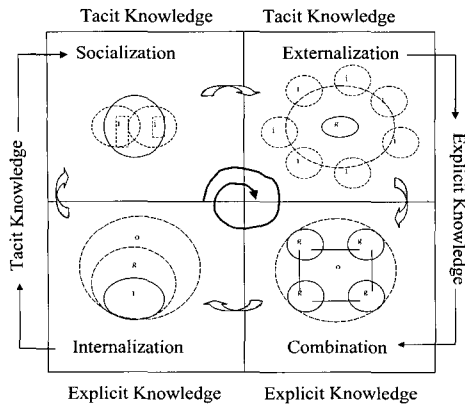 Tacit Knowledge
Tacit Knowledge
Socialization
Externalization
i
i
i
i
i
i
i
i
g
Tacit Knowledge
Explicit Knowledge
o
g
g
g
o
g
g
Internalization
Combination
Explicit Knowledge
Explicit Knowledge